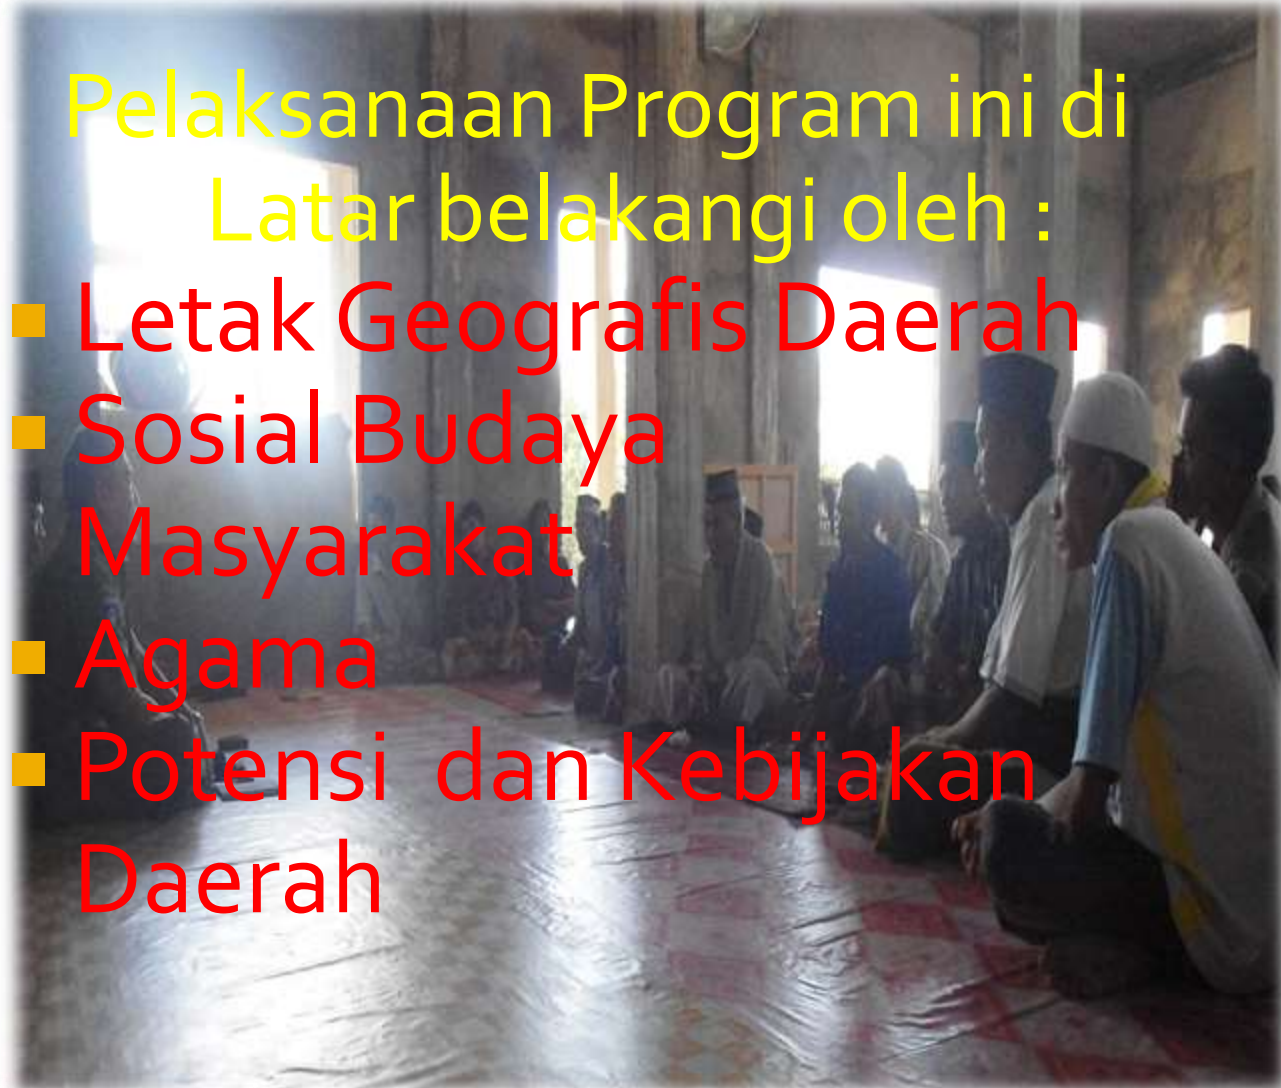 Pelaksanaan Program ini di
Latar belakangi oleh :
▪ Letak Geografis Daerah
▪ Sosial Budaya
Masyarakat
▪ Agama
▪ Potensi dan Kebijakan
Daerah